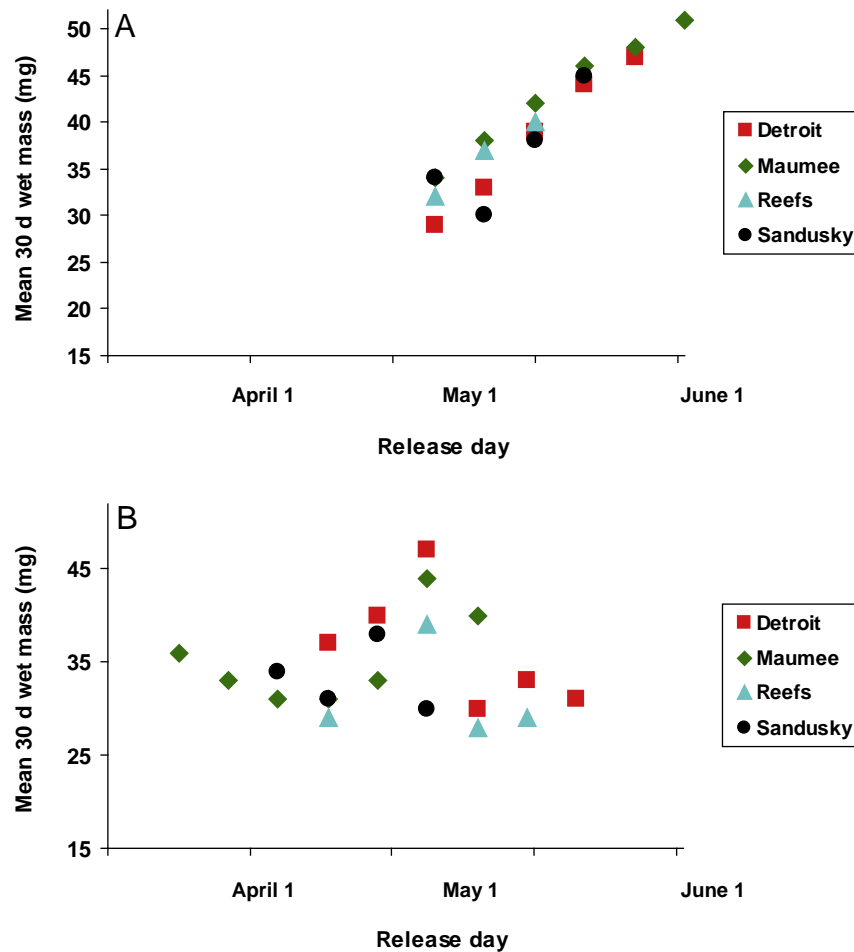 A
50
45
40
35
30
25
20
15
Mean 30 d wet mass (mg)
April 1 May 1 June 1
Release day
Detroit
Maumee
Reefs
Sandusky
B
45
35
25
15
Mean 30 d wet mass (mg)
April 1 May 1 June 1
Release day
Detroit
Maumee
Reefs
Sandusky